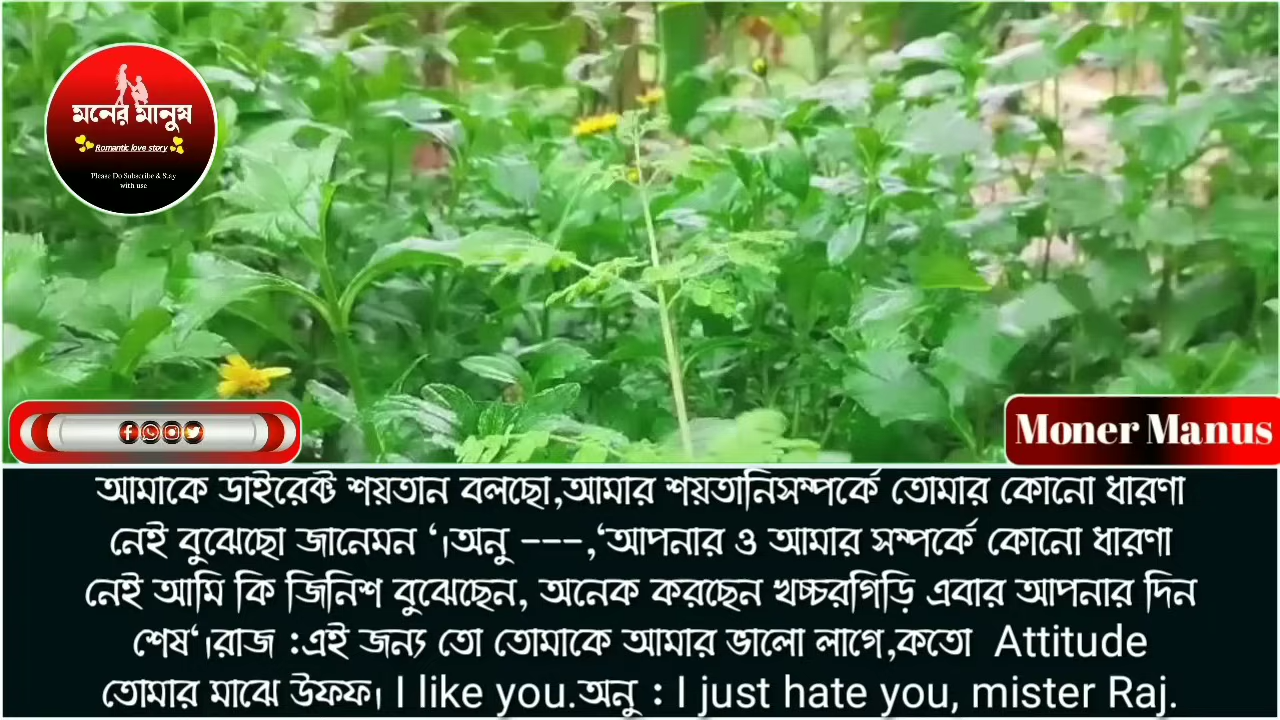 মনের মানুষ
Romantic love story
Please Do Subscribe & Stay
with use
Moner Manus
আমাকে ডাইরেক্ট শয়তান বলছো,আমার শয়তানিসম্পর্কে তোমার কোনো ধারণা
নেই বুঝেছো জানেমন ‘।অনু ---,‘আপনার ও আমার সম্পর্কে কোনো ধারণা
নেই আমি কি জিনিশ বুঝেছেন, অনেক করছেন খচ্চরগিড়ি এবার আপনার দিন
শেষ‘।রাজ :এই জন্য তো তোমাকে আমার ভালো লাগে,কতো Attitude
তোমার মাঝে উফফ। I like you.অনু : I just hate you, mister Raj.